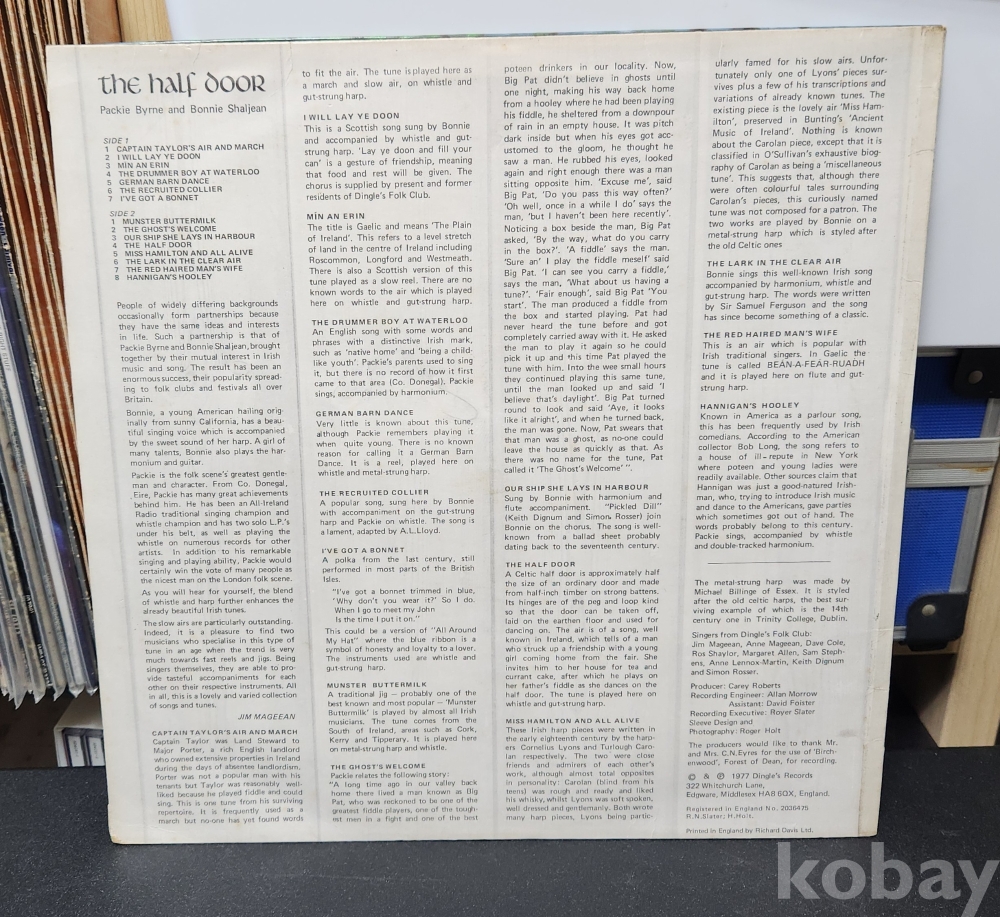 the half door
Packie Byrne and Bonnie Shaljean
SIDE 1
1 CAPTAIN TAYLOR'S AIR AND MARCH
2 I WILL LAY YE DOON
3 MÌN AN ERIN
4 THE DRUMMER BOY AT WATERLOO
5 GERMAN BARN DANCE
6 THE RECRUITED COLLIER
7 I'VE GOT A BONNET
SIDE 2
1 MUNSTER BUTTERMILK
2 THE GHOST'S WELCOME
3 OUR SHIP SHE LAYS IN HARBOUR
4 THE HALF DOOR
5 MISS HAMILTON AND ALL ALIVE
6 THE LARK IN THE CLEAR AIR
7 THE RED HAIRED MAN'S WIFE
8 HANNIGAN'S HOOLEY
People of widely differing backgrounds
occasionally form partnerships because
they have the same ideas and interests
in life. Such a partnership is that of
Packie Byrne and Bonnie Shaljean, brought
together by their mutual interest in Irish
music and song. The result has been an
enormous success, their popularity spread-
ing to folk clubs and festivals all over
Britain.
Bonnie, a young American hailing orig-
inally from sunny California, has a beau-
tiful singing voice which is accompanied
by the sweet sound of her harp. A girl of
many talents, Bonnie also plays the har-
monium and guitar.
Packie is the folk scene's greatest gentle-
man and character. From Co. Donegal,
Eire, Packie has many great achievements
behind him. He has been an All-Ireland
Radio traditional singing champion and
whistle champion and has two solo L.P.'s
under his belt, as well as playing the
whistle on numerous records for other
artists. In addition to his remarkable
singing and playing ability, Packie would
certainly win the vote of many people as
the nicest man on the London folk scene.
As you will hear for yourself, the blend
of whistle and harp further enhances the
already beautiful Irish tunes.
The slow airs are particularly outstanding.
Indeed, it is a pleasure to find two
musicians who specialise in this type of
tune in an age when the trend is very
much towards fast reels and jigs. Being
singers themselves, they are able to pro-
vide tasteful accompaniments for each
other on their respective instruments. All
in all, this is a lovely and varied collection
of songs and tunes.
JIM MAGEEAN
CAPTAIN TAYLOR'S AIR AND MARCH
Captain Taylor was Land Steward to
Major Porter, a rich English landlord
who owned extensive properties in Ireland
during the days of absentee landlordism.
Porter was not a popular man with his
tenants but Taylor was reasonably well-
liked because he played fiddle and could
sing. This is one tune from his surviving
repertoire. It is frequently used as a
march but no-one has yet found words
to fit the air. The tune is played here as
a march and slow air, on whistle and
gut-strung harp.
I WILL LAY YE DOON
This is a Scottish song sung by Bonnie
and accompanied by whistle and gut-
strung harp. 'Lay ye doon and fill your
can' is a gesture of friendship, meaning
that food and rest will be given. The
chorus is supplied by present and former
residents of Dingle's Folk Club.
MÌN AN ERIN
The title is Gaelic and means 'The Plain
of Ireland'. This refers to a level stretch
of land in the centre of Ireland including
Roscommon, Longford and Westmeath.
There is also a Scottish version of this
tune played as a slow reel. There are no
known words to the air which is played
here on whistle and gut-strung harp.
THE DRUMMER BOY AT WATERLOO
An English song with some words and
phrases with a distinctive Irish mark,
such as 'native home' and 'being a child-
like youth'. Packie's parents used to sing
it, but there is no record of how it first
came to that area (Co. Donegal). Packie
sings, accompanied by harmonium.
GERMAN BARN DANCE
Very little is known about this tune,
although Packie remembers playing it
when quite young. There is no known
reason for calling it a German Barn
Dance. It is a reel, played here on
whistle and metal-strung harp.
THE RECRUITED COLLIER
A popular song, sung here by Bonnie
with accompaniment on the gut-strung
harp and Packie on whistle. The song is
a lament, adapted by A.L.Lloyd.
I'VE GOT A BONNET
A polka from the last century, still
performed in most parts of the British
Isles.
"I've got a bonnet trimmed in blue,
'Why don't you wear it?' So I do.
When I go to meet my John
Is the time I put it on."
This could be a version of "All Around
My Hat" where the blue ribbon is a
symbol of honesty and loyalty to a lover.
The instruments used are whistle and
gut-strung harp.
MUNSTER BUTTERMILK
A traditional jig – probably one of the
best known and most popular – 'Munster
Buttermilk' is played by almost all Irish
musicians. The tune comes from the
South of Ireland, areas such as Cork,
Kerry and Tipperary. It is played here
on metal-strung harp and whistle.
THE GHOST'S WELCOME
Packie relates the following story:
"A long time ago in our valley back
home there lived a man known as Big
Pat, who was reckoned to be one of the
greatest fiddle players, one of the tough-
est men in a fight and one of the best
poteen drinkers in our locality. Now,
Big Pat didn't believe in ghosts until
one night, making his way back home
from a hooley where he had been playing
his fiddle, he sheltered from a downpour
of rain in an empty house. It was pitch
dark inside but when his eyes got acc-
ustomed to the gloom, he thought he
saw a man. He rubbed his eyes, looked
again and right enough there was a man
sitting opposite him. 'Excuse me', said
Big Pat, 'Do you pass this way often?'
'Oh well, once in a while I do' says the
man, 'but I haven't been here recently'.
Noticing a box beside the man, Big Pat
asked, 'By the way, what do you carry
in the box?'. 'A fiddle' says the man.
'Sure an' I play the fiddle meself' said
Big Pat. 'I can see you carry a fiddle,'
says the man, 'What about us having a
tune?'. 'Fair enough', said Big Pat 'You
start'. The man produced a fiddle from
the box and started playing. Pat had
never heard the tune before and got
completely carried away with it. He asked
the man to play it again so he could
pick it up and this time Pat played the
tune with him. Into the wee small hours
they continued playing this same tune,
until the man looked up and said 'I
believe that's daylight'. Big Pat turned
round to look and said 'Aye, it looks
like it alright', and when he turned back,
the man was gone. Now, Pat swears that
that man was a ghost, as no-one could
leave the house as quickly as that. As
there was no name for the tune, Pat
called it 'The Ghost's Welcome' ".
OUR SHIP SHE LAYS IN HARBOUR
Sung by Bonnie with harmonium and
flute accompaniment. "Pickled Dill"
(Keith Dignum and Simon Rosser) join
Bonnie on the chorus. The song is well-
known from a ballad sheet probably
dating back to the seventeenth century.
THE HALF DOOR
A Celtic half door is approximately half
the size of an ordinary door and made
from half-inch timber on strong battens.
Its hinges are of the peg and loop kind
so that the door can be taken off,
laid on the earthen floor and used for
dancing on. The air is of a song, well
known in Ireland, which tells of a man
who struck up a friendship with a young
girl coming home from the fair. She
invites him to her house for tea and
currant cake, after which he plays on
her father's fiddle as she dances on the
half door. The tune is played here on
whistle and gut-strung harp.
MISS HAMILTON AND ALL ALIVE
These Irish harp pieces were written in
the early eighteenth century by the harp-
ers Cornelius Lyons and Turlough Caro-
lan respectively. The two were close
friends and admirers of each other's
work, although almost total opposites
in personality: Carolan (blind from his
teens) was rough and ready and liked
his whisky, whilst Lyons was soft spoken,
well dressed and gentlemanly. Both wrote
many harp pieces, Lyons being partic-
ularly famed for his slow airs. Unfor-
tunately only one of Lyons' pieces sur-
vives plus a few of his transcriptions and
variations of already known tunes. The
existing piece is the lovely air 'Miss Ham-
ilton', preserved in Bunting's 'Ancient
Music of Ireland'. Nothing is known
about the Carolan piece, except that it is
classified in O'Sullivan's exhaustive biog-
raphy of Carolan as being a 'miscellaneous
tune'. This suggests that, although there
were often colourful tales surrounding
Carolan's pieces, this curiously named
tune was not composed for a patron. The
two works are played by Bonnie on a
metal-strung harp which is styled after
the old Celtic ones
THE LARK IN THE CLEAR AIR
Bonnie sings this well-known Irish song
accompanied by harmonium, whistle and
gut-strung harp. The words were written
by Sir Samuel Ferguson and the song
has since become something of a classic.
THE RED HAIRED MAN'S WIFE
This is an air which is popular with
Irish traditional singers. In Gaelic the
tune is called BEÁN-A-FEÁR-RUADH
and it is played here on flute and gut-
strung harp.
HANNIGAN'S HOOLEY
Known in America as a parlour song,
this has been frequently used by Irish
comedians. According to the American
collector Bob Long, the song refers to
a house of ill-repute in New York
where poteen and young ladies were
readily available. Other sources claim that
Hannigan was just a good-natured Irish-
man, who, trying to introduce Irish music
and dance to the Americans, gave parties
which sometimes got out of hand. The
words probably belong to this century.
Packie sings, accompanied by whistle
and double-tracked harmonium.
The metal-strung harp was made by
Michael Billinge of Essex. It is styled
after the old celtic harps, the best sur-
viving example of which is the 14th
century one in Trinity College, Dublin.
Singers from Dingle's Folk Club:
Jim Mageean, Anne Mageean, Dave Cole,
Ros Shaylor, Margaret Allen, Sam Steph-
ens, Anne Lennox-Martin, Keith Dignum
and Simon Rosser.
Producer: Carey Roberts
Recording Engineer: Allan Morrow
Assistant: David Foister
Recording Executive: Royer Slater
Sleeve Design and
Photography: Roger Holt
The producers would like to thank Mr.
and Mrs. C.N.Eyres for the use of 'Birch-
enwood', Forest of Dean, for recording.
© & ℗ 1977 Dingle's Records
322 Whitchurch Lane,
Edgware, Middlesex HA8 6QX, England.
Registered in England No. 2006475
R.N.Slater; H.Holt.
Printed in England by Richard Davis Ltd.
kobay